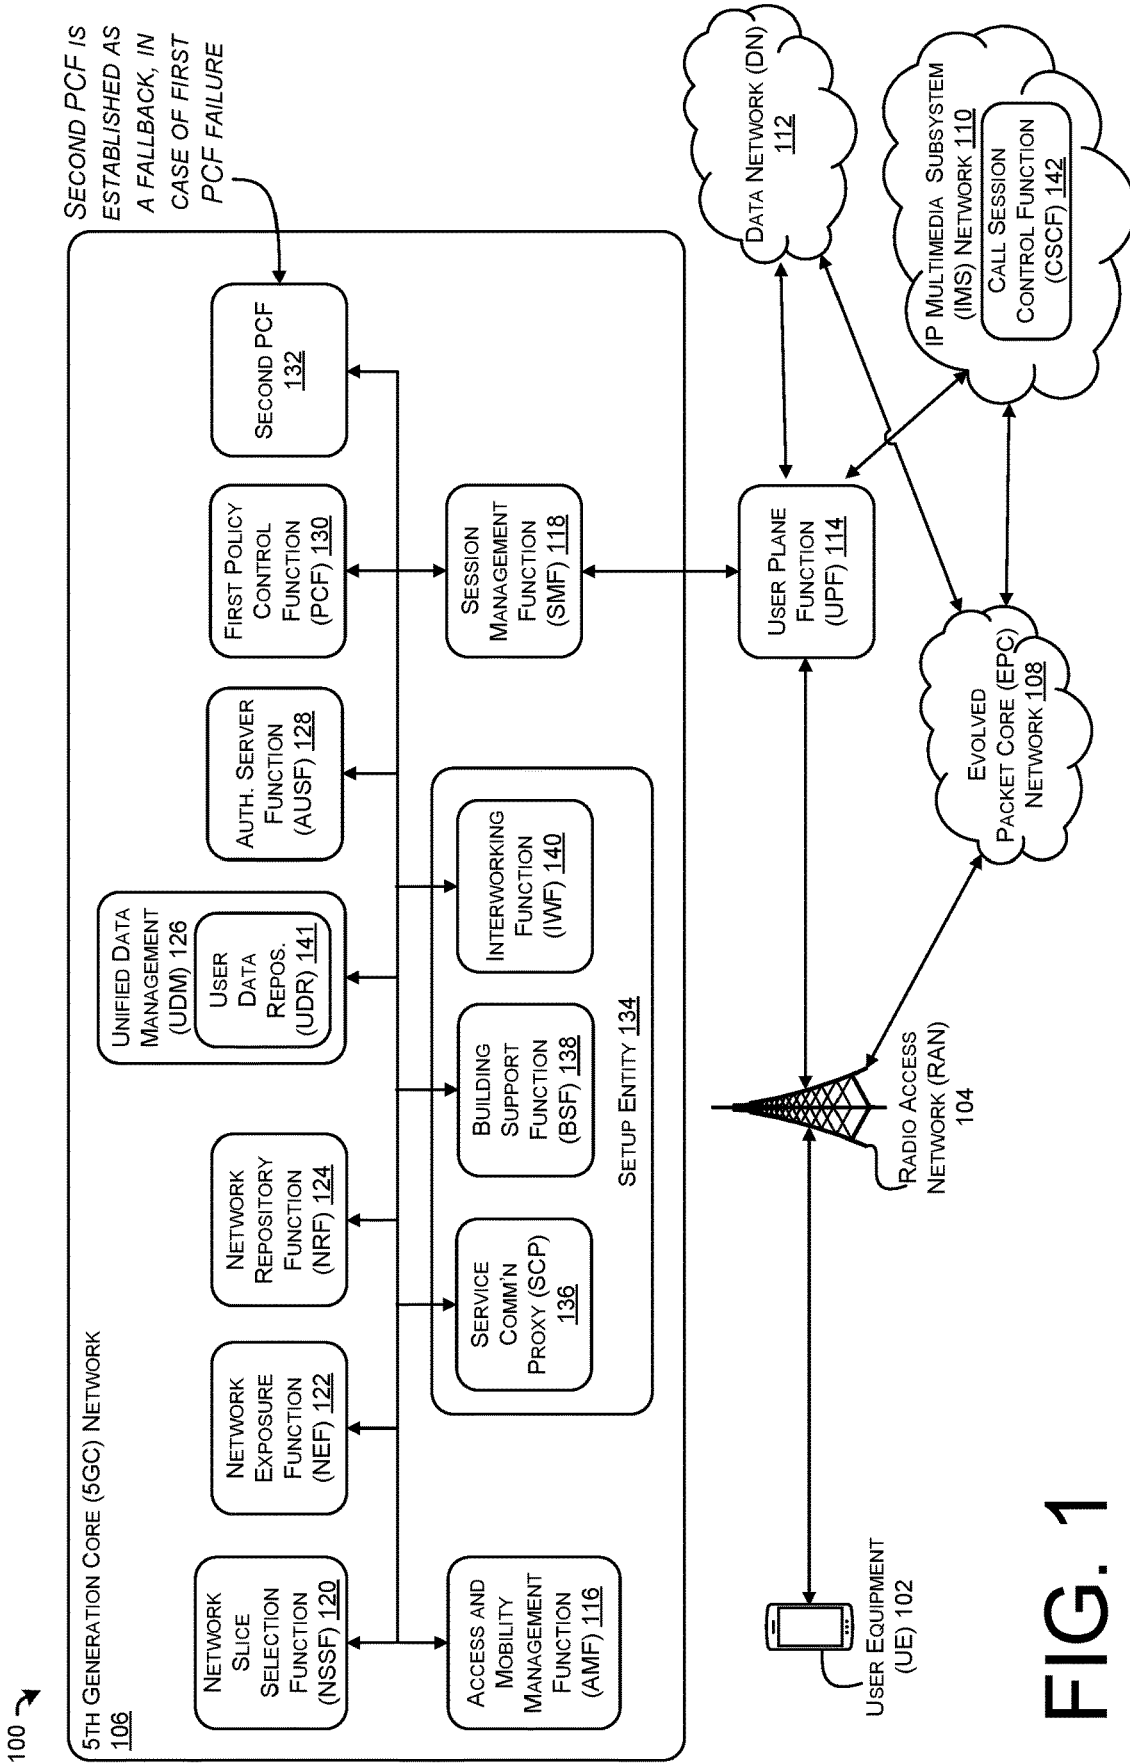 100
5TH GENERATION CORE (5GC) NETWORK
106
SECOND PCF IS
ESTABLISHED AS
A FALLBACK, IN
CASE OF FIRST
PCF FAILURE
NETWORK
SLICE
SELECTION
FUNCTION
(NSSF) 120
NETWORK
EXPOSURE
FUNCTION
(NEF) 122
NETWORK
REPOSITORY
FUNCTION
(NRF) 124
UNIFIED DATA
MANAGEMENT
(UDM) 126
USER
DATA
REPOS.
(UDR) 141
AUTH. SERVER
FUNCTION
(AUSF) 128
FIRST POLICY
CONTROL
FUNCTION
(PCF) 130
SECOND PCF
132
ACCESS AND
MOBILITY
MANAGEMENT
FUNCTION
(AMF) 116
SERVICE
COMM'N
PROXY (SCP)
136
BUILDING
SUPPORT
FUNCTION
(BSF) 138
INTERWORKING
FUNCTION
(IWF) 140
SETUP ENTITY 134
SESSION
MANAGEMENT
FUNCTION
(SMF) 118
USER EQUIPMENT
(UE) 102
RADIO ACCESS
NETWORK (RAN)
104
USER PLANE
FUNCTION
(UPF) 114
DATA NETWORK (DN)
112
EVOLVED
PACKET CORE (EPC)
NETWORK 108
IP MULTIMEDIA SUBSYSTEM
(IMS) NETWORK 110
CALL SESSION
CONTROL FUNCTION
(CSCF) 142
FIG. 1